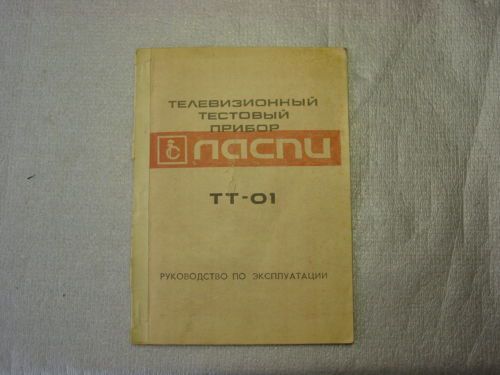 ТЕЛЕВИЗИОННЫЙ
ТЕСТОВЫЙ
ПРИБОР
ЛАСПИ
ТТ-01
РУКОВОДСТВО ПО ЭКСПЛУАТАЦИИ